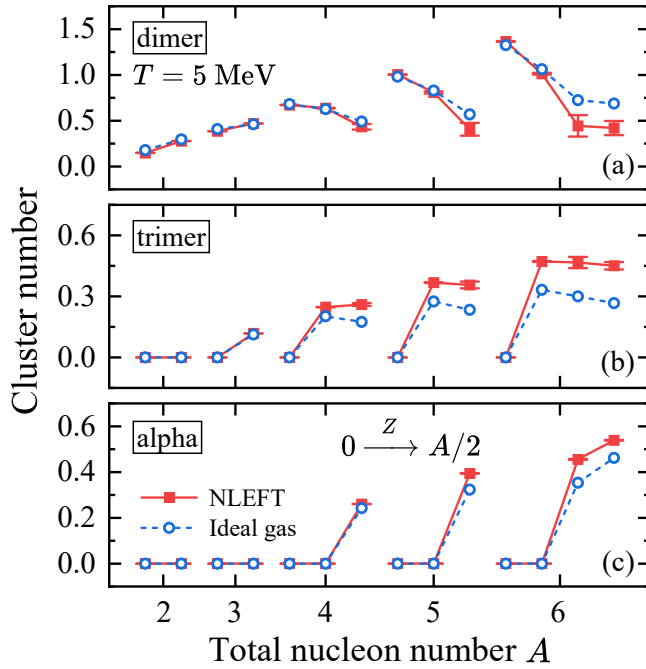 1.5
dimer
T = 5 MeV
1.0
0.5
0.0
(a)
Cluster number
0.6
trimer
0.3
0.0
(b)
0.6
alpha
0 $\xrightarrow{Z}$ A/2
0.4
NLEFT
0.2
Ideal gas
0.0
(c)
2 3 4 5 6
Total nucleon number A